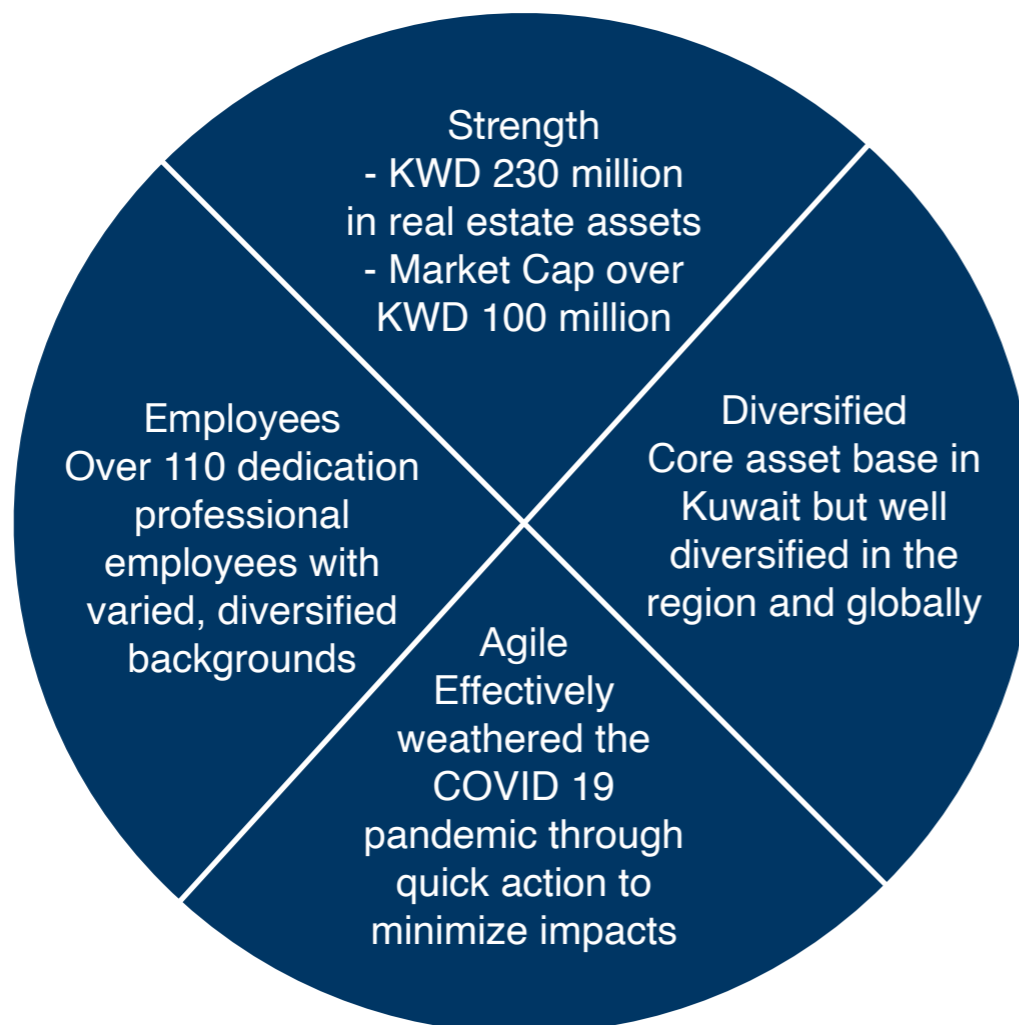 Strength
- KWD 230 million
in real estate assets
- Market Cap over
KWD 100 million
Employees
Over 110 dedication
professional
employees with
varied, diversified
backgrounds
Diversified
Core asset base in
Kuwait but well
diversified in the
region and globally
Agile
Effectively
weathered the
COVID 19
pandemic through
quick action to
minimize impacts